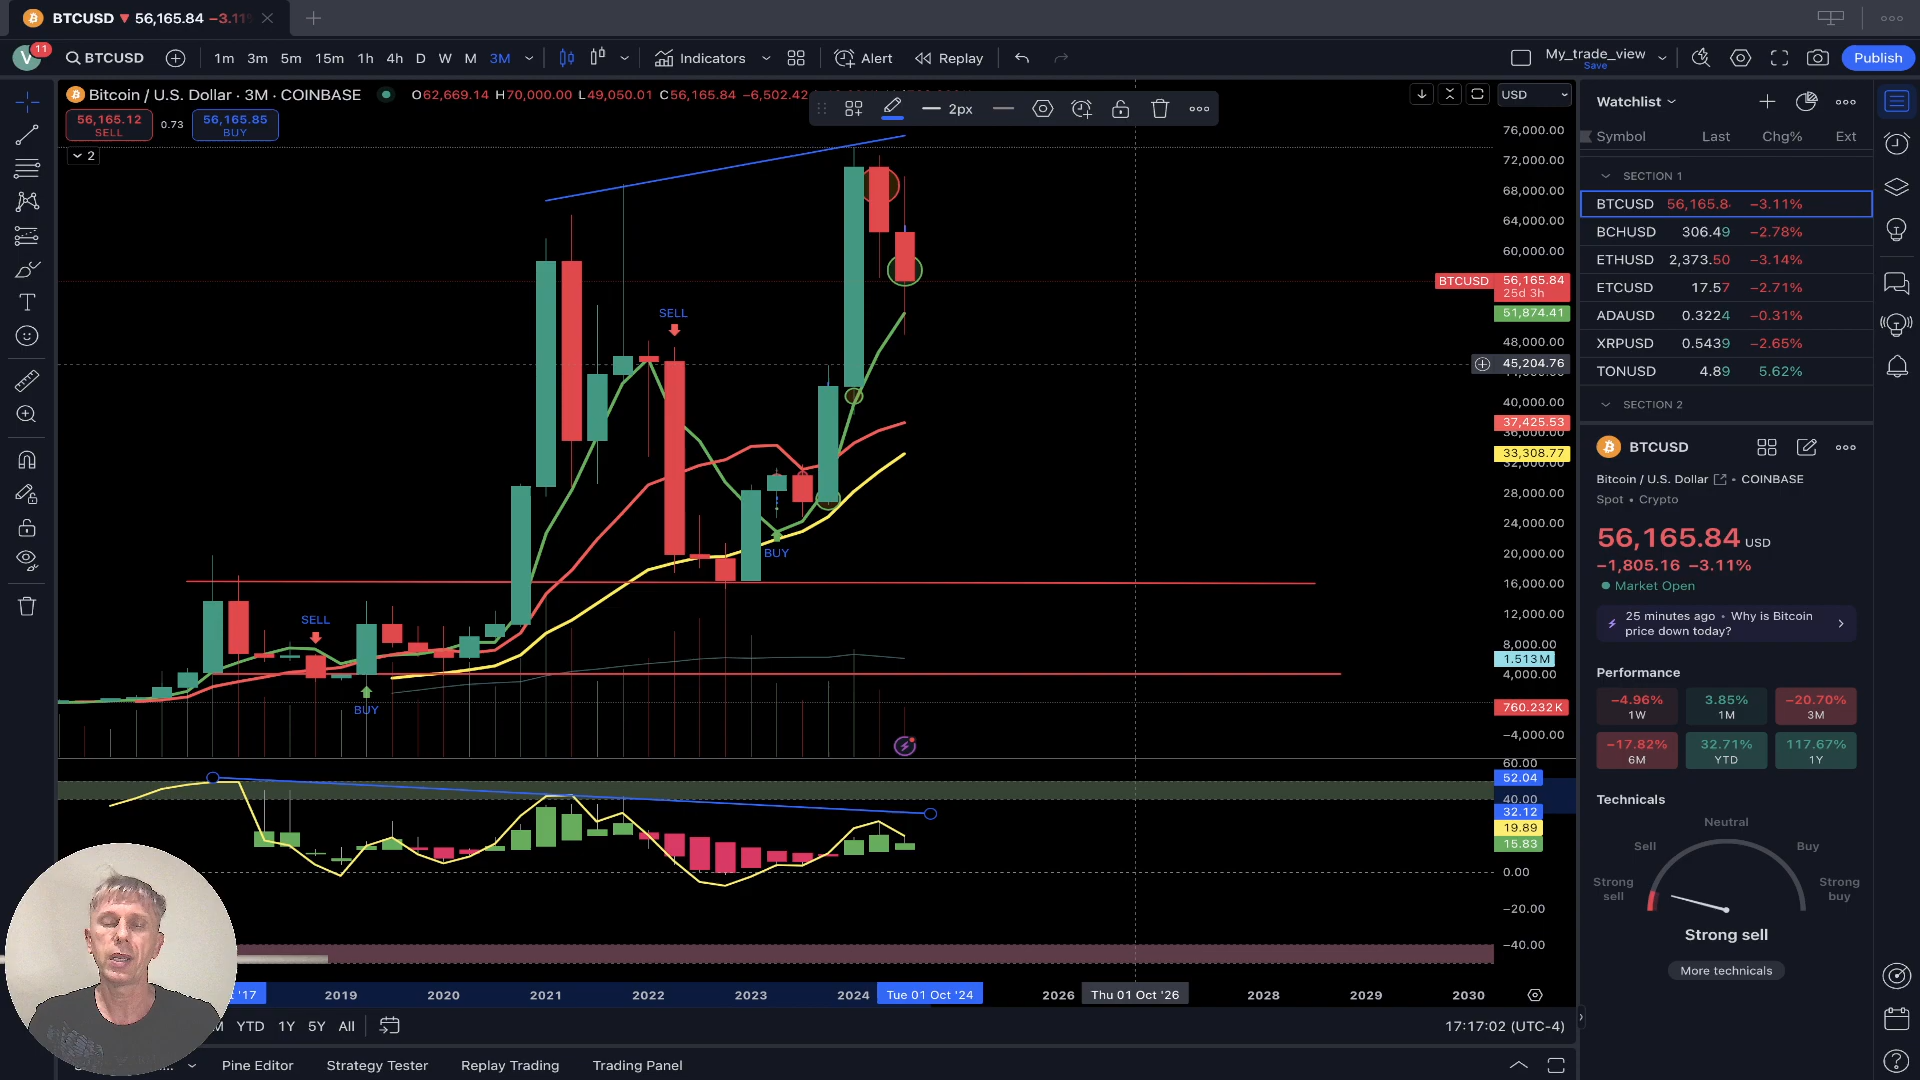 BTCUSD ▼ 56,165.84 −3.11
V 11 BTCUSD 1m 3m 5m 15m 1h 4h D W M 3M Indicators Alert Replay My_trade_view Save Publish
Bitcoin / U.S. Dollar · 3M · COINBASE O62,669.14 H70,000.00 L49,050.01 C56,165.84 −6,502.42
2px
USD
56,165.12 SELL 0.73 56,165.85 BUY
2
SELL
BUY
SELL
BUY
76,000.00
72,000.00
68,000.00
64,000.00
60,000.00
BTCUSD 56,165.84
25d 3h
51,874.41
48,000.00
45,204.76
40,000.00
37,425.53
36,000.00
33,308.77
32,000.00
28,000.00
24,000.00
20,000.00
16,000.00
12,000.00
8,000.00
1.513M
4,000.00
760.232K
−4,000.00
60.00
52.04
40.00
32.12
19.89
15.83
0.00
−20.00
−40.00
'17 2019 2020 2021 2022 2023 2024 Tue 01 Oct '24 2026 Thu 01 Oct '26 2028 2029 2030
YTD 1Y 5Y All 17:17:02 (UTC-4)
Pine Editor Strategy Tester Replay Trading Trading Panel
Watchlist
Symbol Last Chg% Ext
SECTION 1
BTCUSD 56,165.8 −3.11%
BCHUSD 306.49 −2.78%
ETHUSD 2,373.50 −3.14%
ETCUSD 17.57 −2.71%
ADAUSD 0.3224 −0.31%
XRPUSD 0.5439 −2.65%
TONUSD 4.89 5.62%
SECTION 2
BTCUSD
Bitcoin / U.S. Dollar • COINBASE
Spot • Crypto
56,165.84 USD
−1,805.16 −3.11%
Market Open
25 minutes ago • Why is Bitcoin
price down today?
Performance
−4.96% 3.85% −20.70%
1W 1M 3M
−17.82% 32.71% 117.67%
6M YTD 1Y
Technicals
Neutral
Sell Buy
Strong sell Strong buy
Strong sell
More technicals